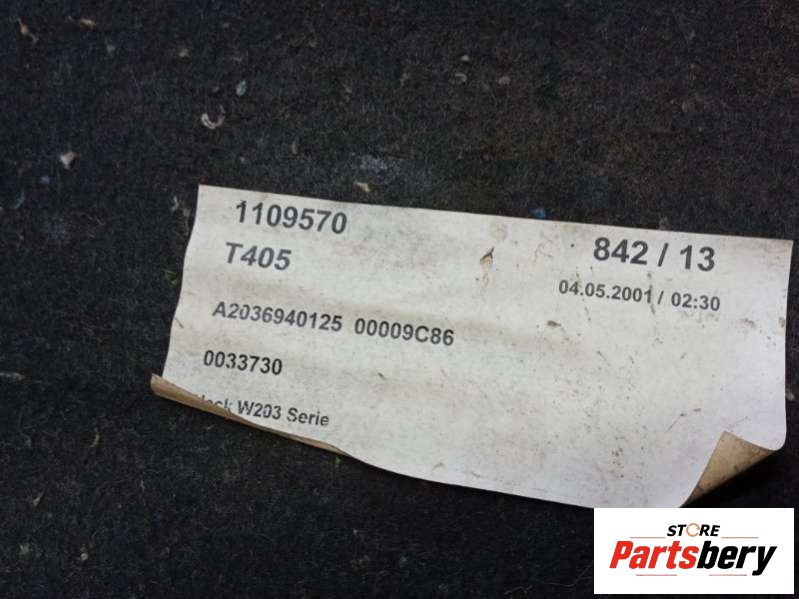 1109570
842 / 13
T405
04.05.2001 / 02:30
A2036940125 00009C86
0033730
W203 Serie
STORE
Partsbery